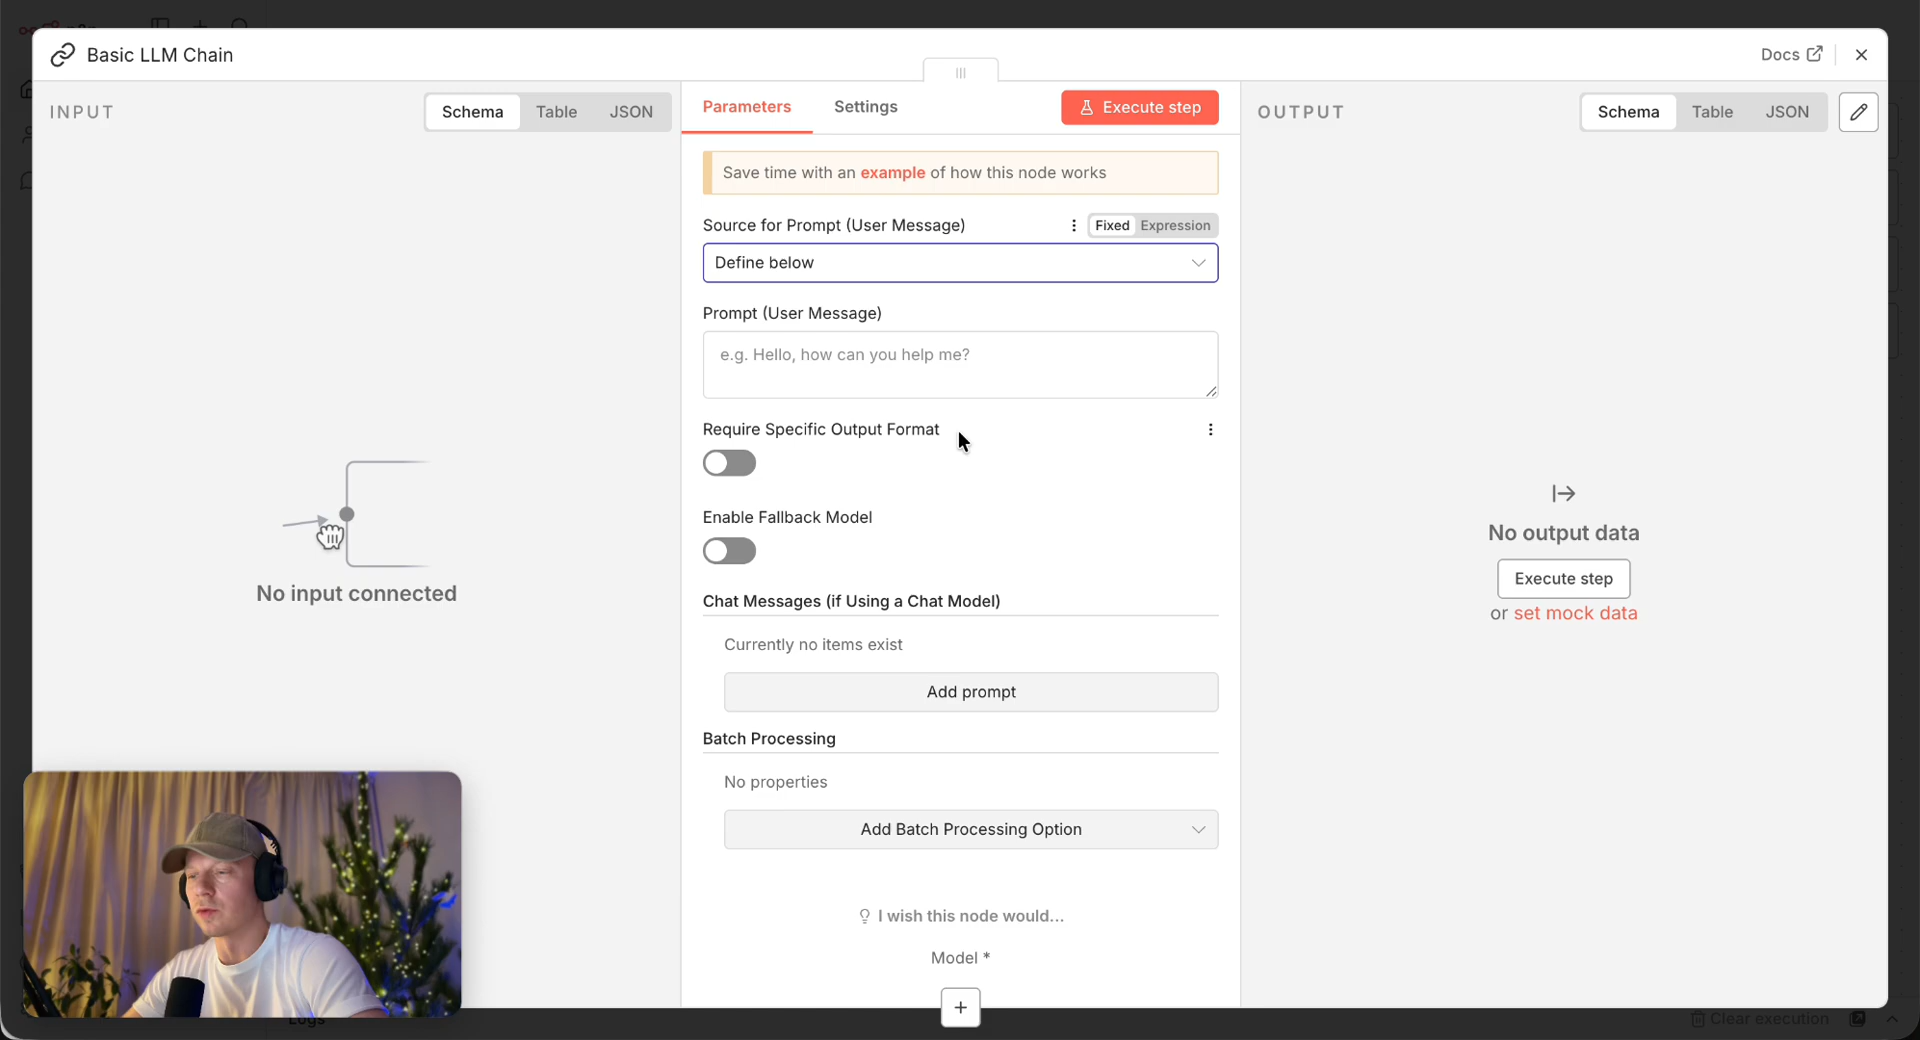 Basic LLM Chain
Docs
INPUT
Schema
Table
JSON
Parameters
Settings
Execute step
OUTPUT
Schema
Table
JSON
Save time with an example of how this node works
Source for Prompt (User Message)
Fixed
Expression
Define below
Prompt (User Message)
e.g. Hello, how can you help me?
Require Specific Output Format
Enable Fallback Model
No input connected
No output data
Execute step
or set mock data
Chat Messages (if Using a Chat Model)
Currently no items exist
Add prompt
Batch Processing
No properties
Add Batch Processing Option
I wish this node would...
Model *
Logs
Clear execution